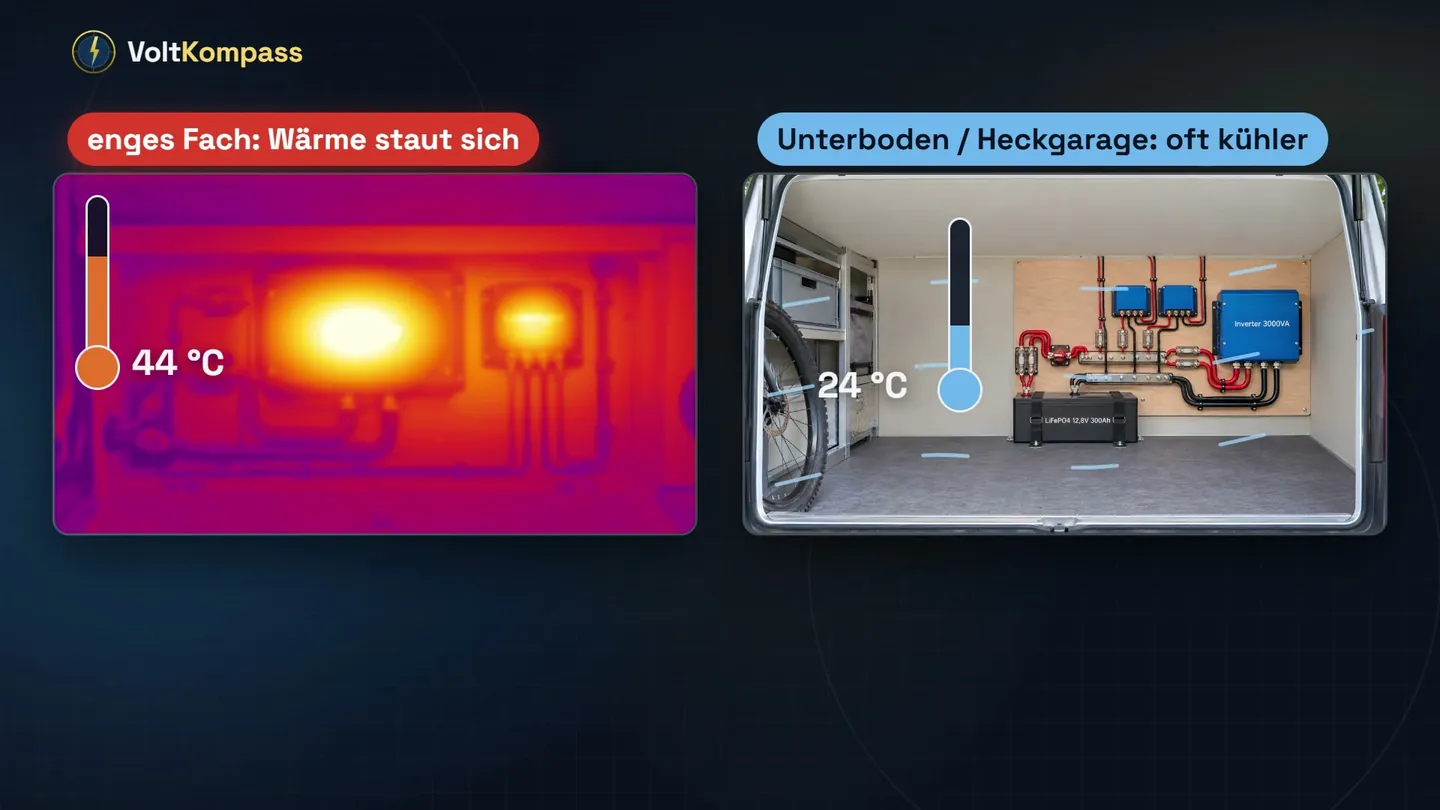 VoltKompass
enges Fach: Wärme staut sich
Unterboden / Heckgarage: oft kühler
44 °C
24 °C
Inverter 3000VA
LiFePO4 12,8V 300Ah